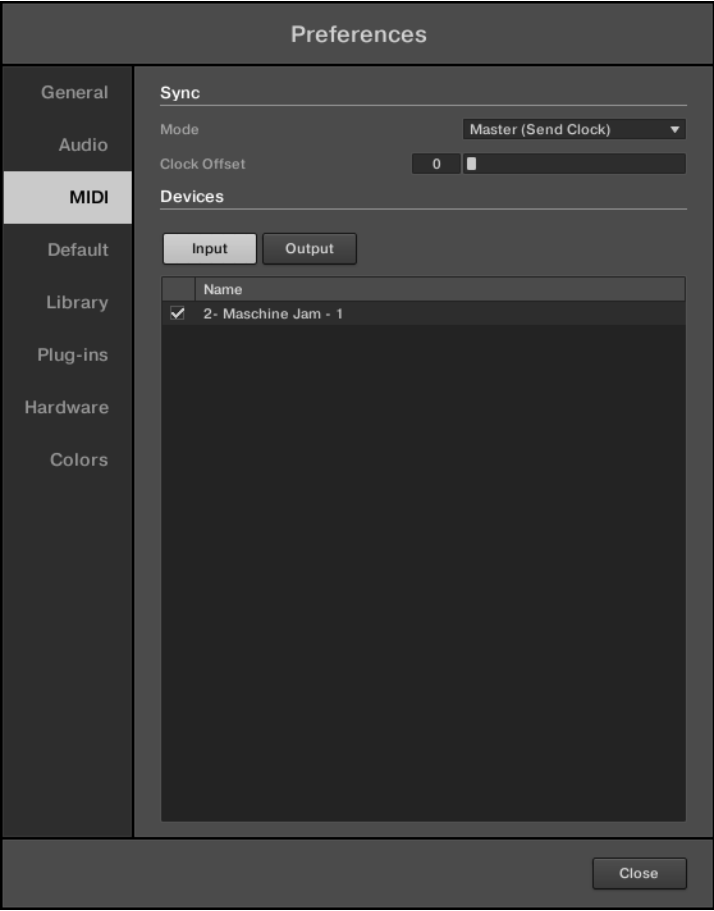 Preferences
General
Audio
MIDI
Default
Library
Plug-ins
Hardware
Colors
Sync
Mode Master (Send Clock)
Clock Offset 0
Devices
Input Output
Name
2- Maschine Jam - 1
Close